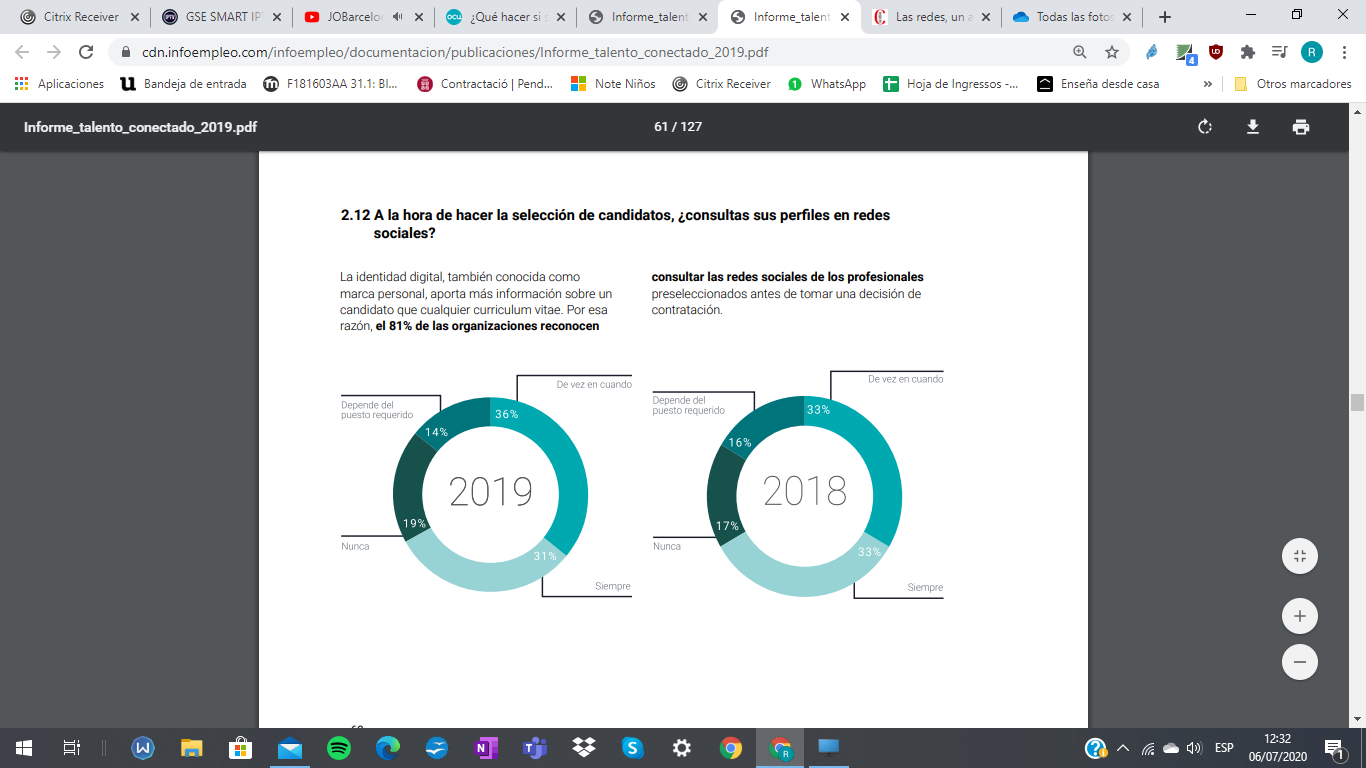 Citrix Receiver
GSE SMART IP
JOBarcelo
¿Qué hacer si s
Informe_talent
Informe_talent
Las redes, un a
Todas las fotos
cdn.infoempleo.com/infoempleo/documentacion/publicaciones/Informe_talento_conectado_2019.pdf
4
R
Aplicaciones
Bandeja de entrada
F181603AA 31.1: Bl...
Contractació | Pend...
Note Niños
Citrix Receiver
WhatsApp
Hoja de Ingressos -...
Enseña desde casa
»
Otros marcadores
Informe_talento_conectado_2019.pdf
61 / 127
2.12 A la hora de hacer la selección de candidatos, ¿consultas sus perfiles en redes
sociales?
La identidad digital, también conocida como
marca personal, aporta más información sobre un
candidato que cualquier curriculum vitae. Por esa
razón, el 81% de las organizaciones reconocen
consultar las redes sociales de los profesionales
preseleccionados antes de tomar una decisión de
contratación.
De vez en cuando
Depende del
puesto requerido
36%
14%
2019
19%
Nunca
31%
Siempre
De vez en cuando
Depende del
puesto requerido
33%
16%
2018
17%
Nunca
33%
Siempre
ESP
12:32
06/07/2020
1